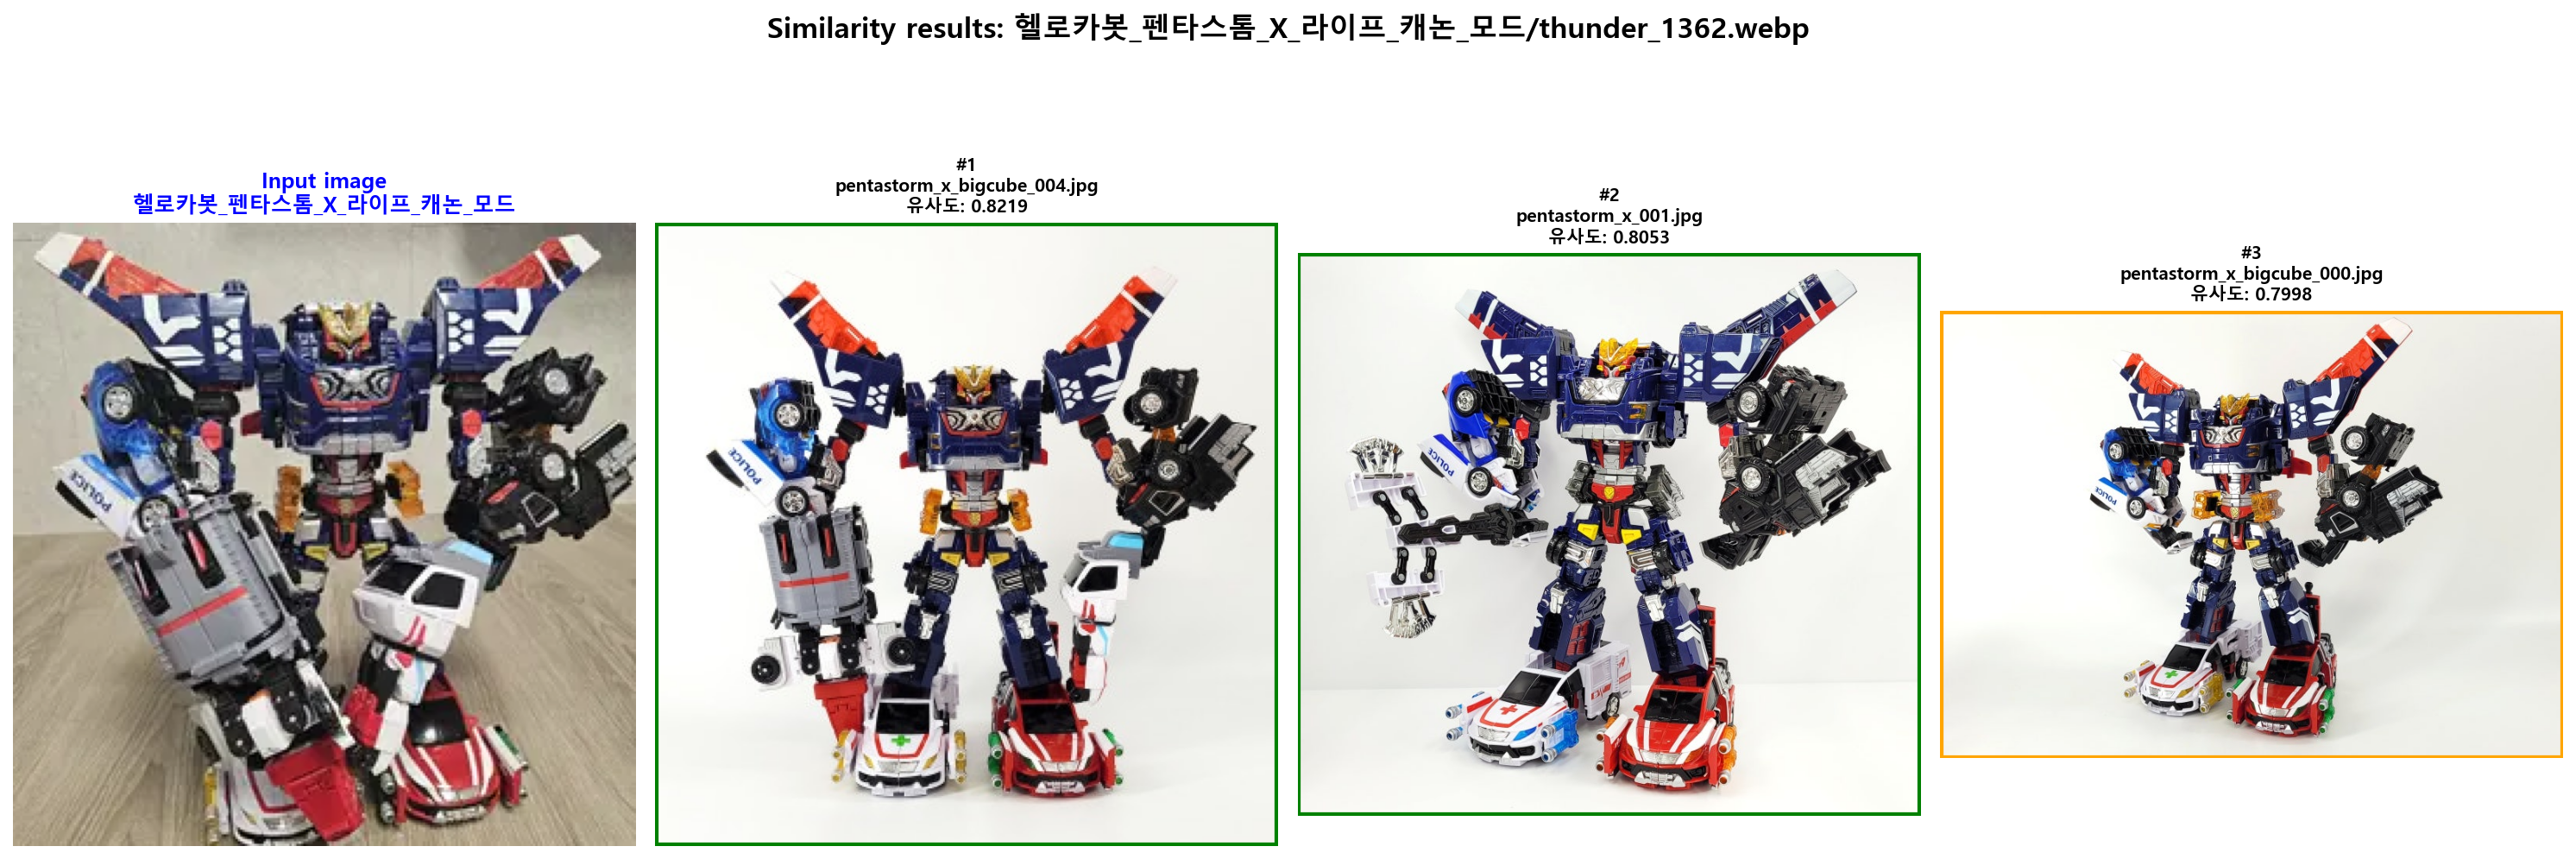 Similarity results: 헬로카봇_펜타스톰_X_라이프_캐논_모드/thunder_1362.webp
Input image
헬로카봇_펜타스톰_X_라이프_캐논_모드
POLICE
#1
pentastorm_x_bigcube_004.jpg
유사도: 0.8219
POLICE
#2
pentastorm_x_001.jpg
유사도: 0.8053
POLICE
#3
pentastorm_x_bigcube_000.jpg
유사도: 0.7998
POLICE